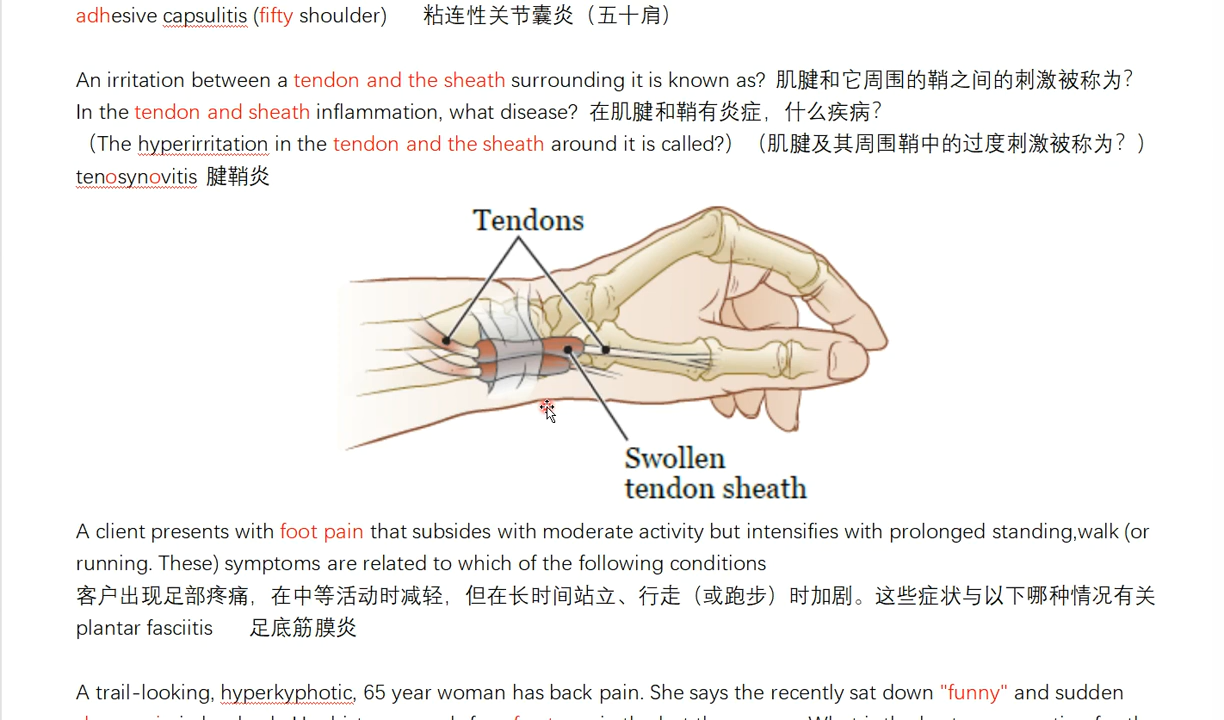 adhesive capsulitis (fifty shoulder) 粘连性关节囊炎（五十肩）
An irritation between a tendon and the sheath surrounding it is known as? 肌腱和它周围的鞘之间的刺激被称为？
In the tendon and sheath inflammation, what disease? 在肌腱和鞘有炎症，什么疾病？
（The hyperirritation in the tendon and the sheath around it is called?）（肌腱及其周围鞘中的过度刺激被称为？）
tenosynovitis 腱鞘炎
Tendons
Swollen
tendon sheath
A client presents with foot pain that subsides with moderate activity but intensifies with prolonged standing,walk (or
running. These) symptoms are related to which of the following conditions
客户出现足部疼痛，在中等活动时减轻，但在长时间站立、行走（或跑步）时加剧。这些症状与以下哪种情况有关
plantar fasciitis 足底筋膜炎
A trail-looking, hyperkyphotic, 65 year woman has back pain. She says the recently sat down "funny" and sudden